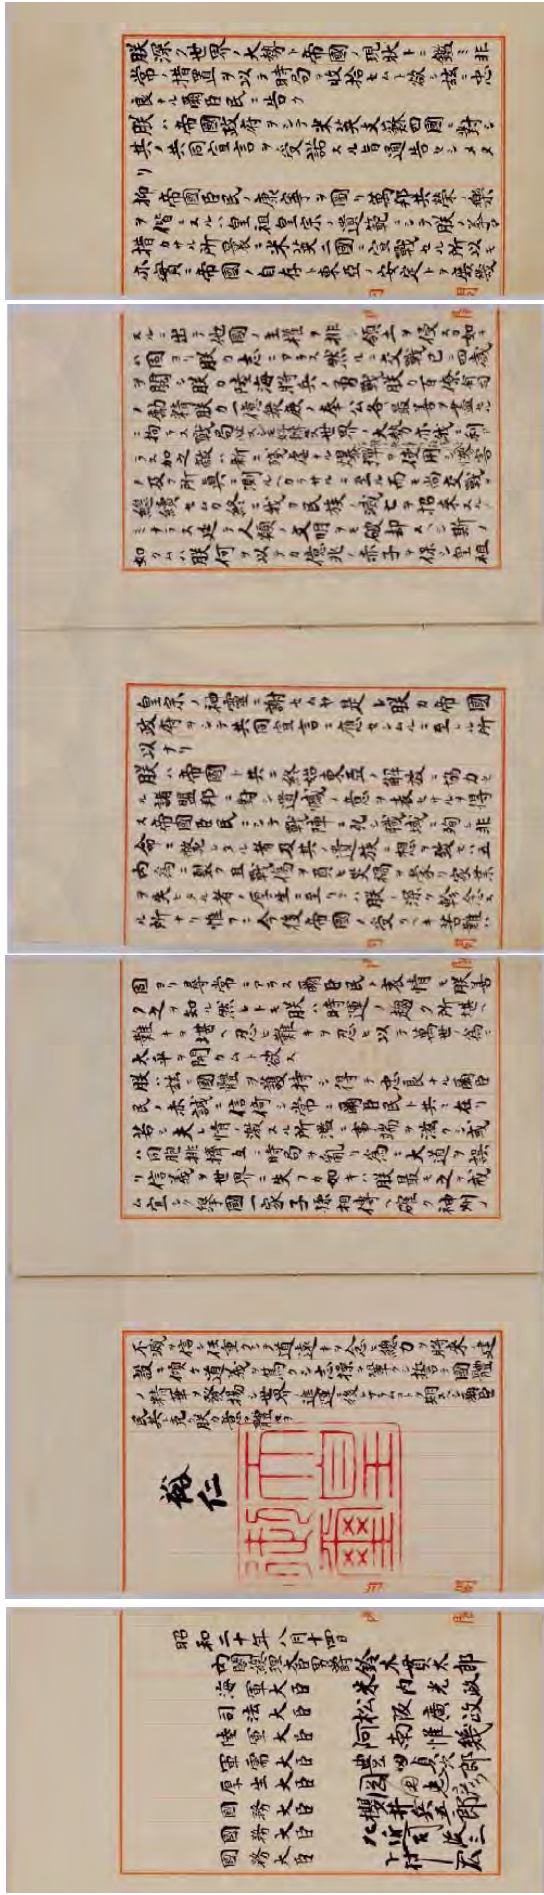 朕深ク世界ノ大勢ト帝國ノ現狀トニ鑑ミ非
常ノ措置ヲ以テ時局ヲ收拾セムト欲シ茲ニ忠
良ナル爾臣民ニ告ク
朕ハ帝國政府ヲシテ米英支蘇四國ニ對シ
其ノ共同宣言ヲ受諾スル旨通告セシメタ
リ
抑〻帝國臣民ノ康寧ヲ圖リ萬邦共榮ノ樂
ヲ偕ニスルハ皇祖皇宗ノ遺範ニシテ朕ノ拳々
措カサル所曩ニ米英二國ニ宣戰セル所以モ
亦實ニ帝國ノ自存ト東亞ノ安定トヲ庶幾
スルニ出テ他國ノ主權ヲ排シ領土ヲ侵スカ如キ
ハ固ヨリ朕カ志ニアラス然ルニ交戰已ニ四歳
ヲ閲シ朕カ陸海將兵ノ勇戰朕カ百僚有司
ノ勵精朕カ一億衆庶ノ奉公各〻最善ヲ盡セル
ニ拘ラス戰局必スシモ好轉セス世界ノ大勢亦我ニ利ア
ラス加之敵ハ新ニ殘虐ナル爆彈ヲ使用シテ頻ニ無辜ヲ殺傷シ慘害
ノ及フ所眞ニ測ルヘカラサルニ至ル而モ尚交戰ヲ
繼續セムカ終ニ我カ民族ノ滅亡ヲ招來スルノ
ミナラス延テ人類ノ文明ヲモ破却スヘシ斯ノ
如クムハ朕何ヲ以テカ億兆ノ赤子ヲ保シ皇祖
皇宗ノ神靈ニ謝セムヤ是レ朕カ帝國
政府ヲシテ共同宣言ニ應セシムルニ至レル所
以ナリ
朕ハ帝國ト共ニ終始東亞ノ解放ニ協力セ
ル諸盟邦ニ對シ遺憾ノ意ヲ表セサルヲ得
ス帝國臣民ニシテ戰陣ニ死シ職域ニ殉シ非
命ニ斃レタル者及其ノ遺族ニ想ヲ致セハ五
内爲ニ裂ク且戰傷ヲ負ヒ災禍ヲ蒙リ家業
ヲ失ヒタル者ノ厚生ニ至リテハ朕ノ深ク軫念ス
ル所ナリ惟フニ今後帝國ノ受クヘキ苦難ハ
固ヨリ尋常ニアラス爾臣民ノ衷情モ朕善
ク之ヲ知ル然レトモ朕ハ時運ノ趨ク所堪ヘ
難キヲ堪ヘ忍ヒ難キヲ忍ヒ以テ萬世ノ爲ニ
太平ヲ開カムト欲ス
朕ハ茲ニ國體ヲ護持シ得テ忠良ナル爾臣
民ノ赤誠ニ信倚シ常ニ爾臣民ト共ニ在リ
若シ夫レ情ノ激スル所濫ニ事端ヲ滋クシ或
ハ同胞排擠互ニ時局ヲ亂リ爲ニ大道ヲ誤
リ信義ヲ世界ニ失フカ如キハ朕最モ之ヲ戒
ム宜シク擧國一家子孫相傳ヘ確ク神州ノ
不滅ヲ信シ任重クシテ道遠キヲ念ヒ總力ヲ將來ノ建
設ニ傾ケ道義ヲ篤クシ志操ヲ鞏クシ誓テ國體
ノ精華ヲ發揚シ世界ノ進運ニ後レサラムコトヲ期スヘシ爾臣
民其レ克ク朕カ意ヲ體セヨ
裕仁
天皇御璽
昭和二十年八月十四日
内閣總理大臣男爵 鈴木貫太郎
海軍大臣 米内光政
司法大臣 松阪廣政
陸軍大臣 阿南惟幾
軍需大臣 豊田貞次郎
厚生大臣 岡田忠彦
國務大臣 櫻井兵五郎
國務大臣 左近司政三
國務大臣 下村宏